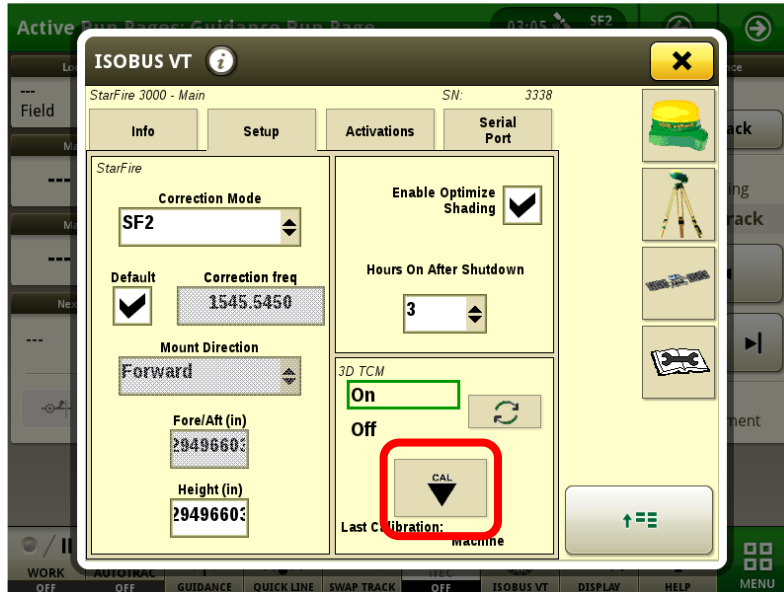 Active Run Pages: Guidance Run Page
03:05
SF2
ISOBUS VT
StarFire 3000 - Main
SN: 3338
Info
Setup
Activations
Serial
Port
---
Field
StarFire
Correction Mode
SF2
Default
Correction freq
1545.5450
Mount Direction
Forward
Fore/Aft (in)
29496603
Height (in)
29496603
Enable Optimize
Shading
Hours On After Shutdown
3
3D TCM
On
Off
CAL
Last Calibration:
Machine
---
---
---
WORK
OFF
AUTOTRAC
OFF
GUIDANCE
QUICK LINE
SWAP TRACK
OFF
ISOBUS VT
DISPLAY
HELP
MENU